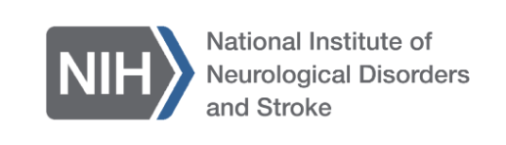 NIH
National Institute of
Neurological Disorders
and Stroke